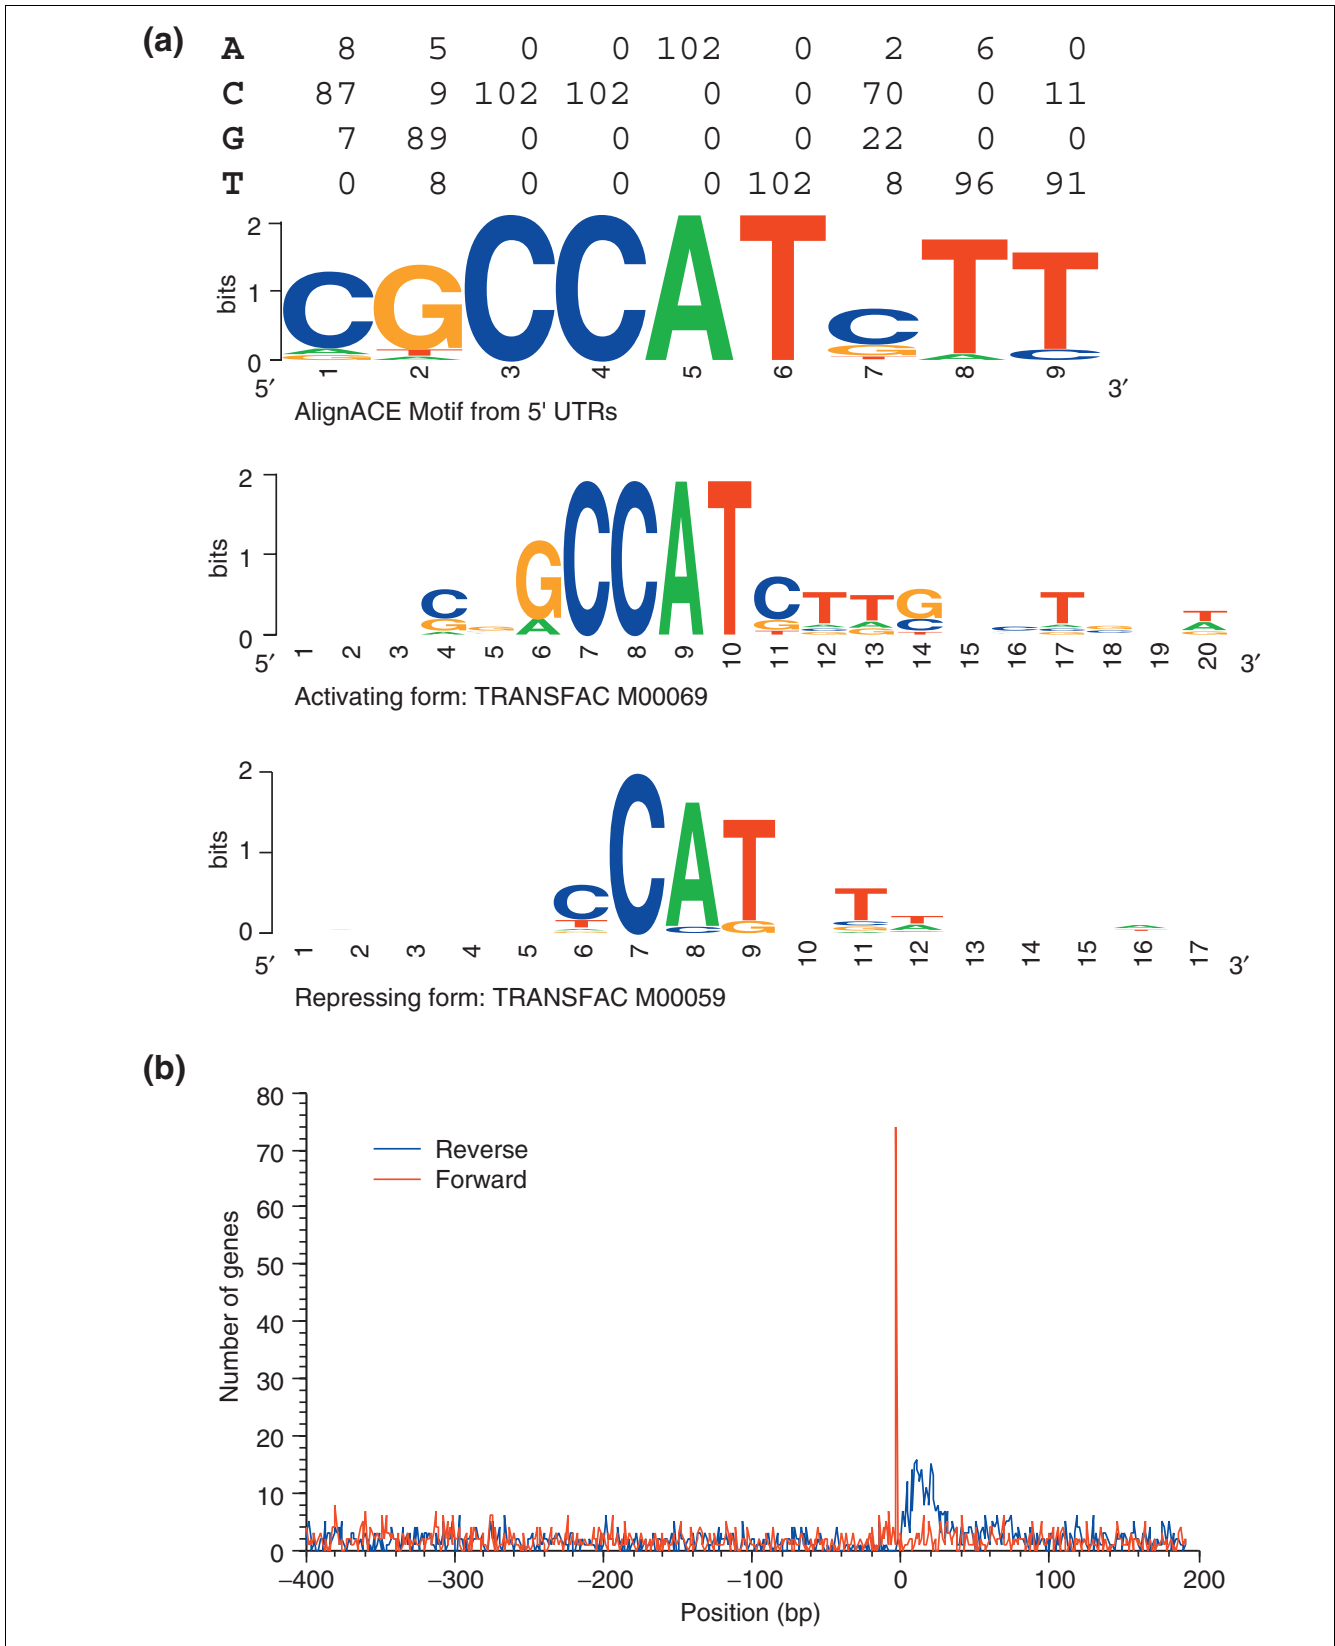 (a)
A 8 5 0 0 102 0 2 6 0
C 87 9 102 102 0 0 70 0 11
G 7 89 0 0 0 0 22 0 0
T 0 8 0 0 0 102 8 96 91
2
bits
1
0
C G C C A T C T T
A T G A C
G A T
5′ 1 2 3 4 5 6 7 8 9 3′
AlignACE Motif from 5' UTRs
2
bits
1
0
C G G C C A T C T T G C T G T
G A G A A C A C A
A T C G T G G
5′ 1 2 3 4 5 6 7 8 9 10 11 12 13 14 15 16 17 18 19 20 3′
Activating form: TRANSFAC M00069
2
bits
1
0
C C A T T T A
T C G C A
5′ 1 2 3 4 5 6 7 8 9 10 11 12 13 14 15 16 17 3′
Repressing form: TRANSFAC M00059
(b)
80
70
60
50
40
30
20
10
0
Number of genes
Reverse
Forward
–400 –300 –200 –100 0 100 200
Position (bp)